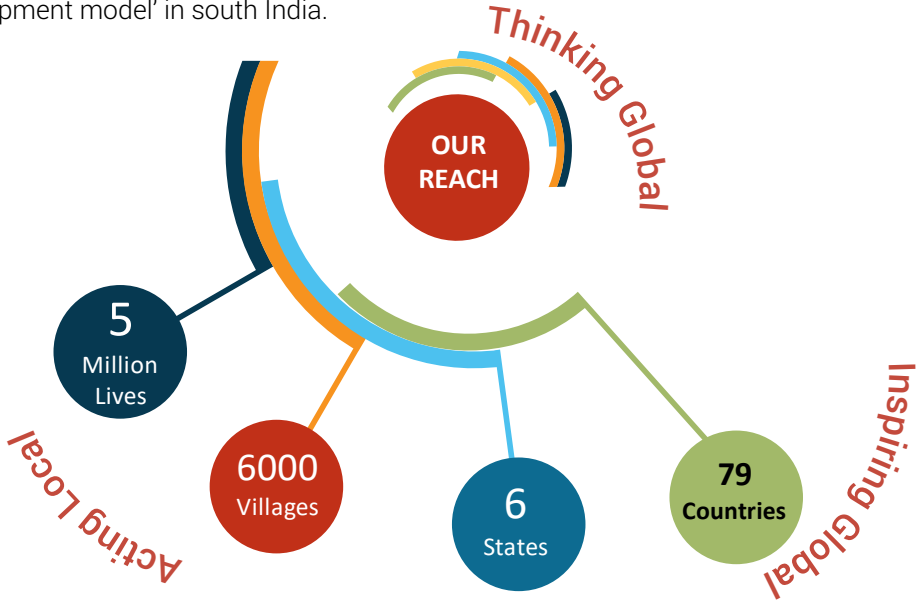 pment model’ in south India.
Thinking Global
OUR
REACH
5
Million
Lives
6000
Villages
6
States
79
Countries
Acting Local
Inspiring Global